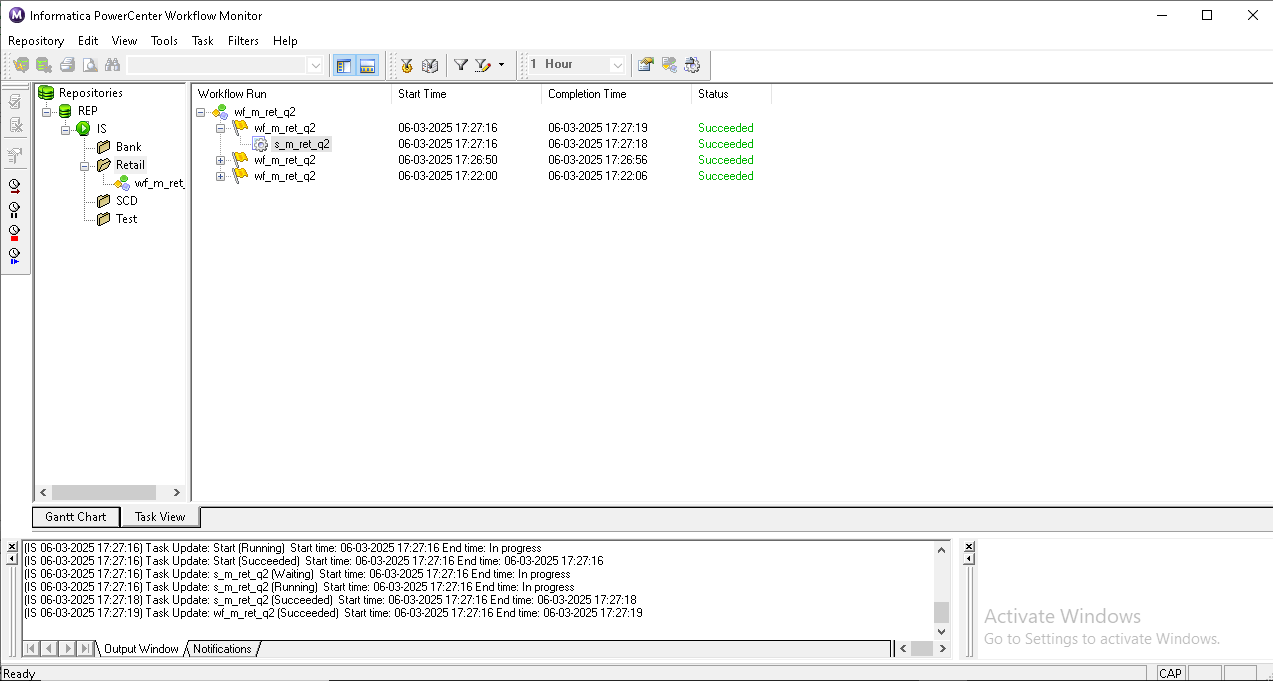 Informatica PowerCenter Workflow Monitor
Repository Edit View Tools Task Filters Help
1 Hour
Repositories
REP
IS
Bank
Retail
wf_m_ret_
SCD
Test
Workflow Run Start Time Completion Time Status
wf_m_ret_q2
wf_m_ret_q2 06-03-2025 17:27:16 06-03-2025 17:27:19 Succeeded
s_m_ret_q2 06-03-2025 17:27:16 06-03-2025 17:27:18 Succeeded
wf_m_ret_q2 06-03-2025 17:26:50 06-03-2025 17:26:56 Succeeded
wf_m_ret_q2 06-03-2025 17:22:00 06-03-2025 17:22:06 Succeeded
Gantt Chart Task View
(IS 06-03-2025 17:27:16) Task Update: Start (Running) Start time: 06-03-2025 17:27:16 End time: In progress
(IS 06-03-2025 17:27:16) Task Update: Start (Succeeded) Start time: 06-03-2025 17:27:16 End time: 06-03-2025 17:27:16
(IS 06-03-2025 17:27:16) Task Update: s_m_ret_q2 (Waiting) Start time: 06-03-2025 17:27:16 End time: In progress
(IS 06-03-2025 17:27:16) Task Update: s_m_ret_q2 (Running) Start time: 06-03-2025 17:27:16 End time: In progress
(IS 06-03-2025 17:27:18) Task Update: s_m_ret_q2 (Succeeded) Start time: 06-03-2025 17:27:16 End time: 06-03-2025 17:27:18
(IS 06-03-2025 17:27:19) Task Update: wf_m_ret_q2 (Succeeded) Start time: 06-03-2025 17:27:16 End time: 06-03-2025 17:27:19
Output Window Notifications
Activate Windows
Go to Settings to activate Windows.
Ready CAP